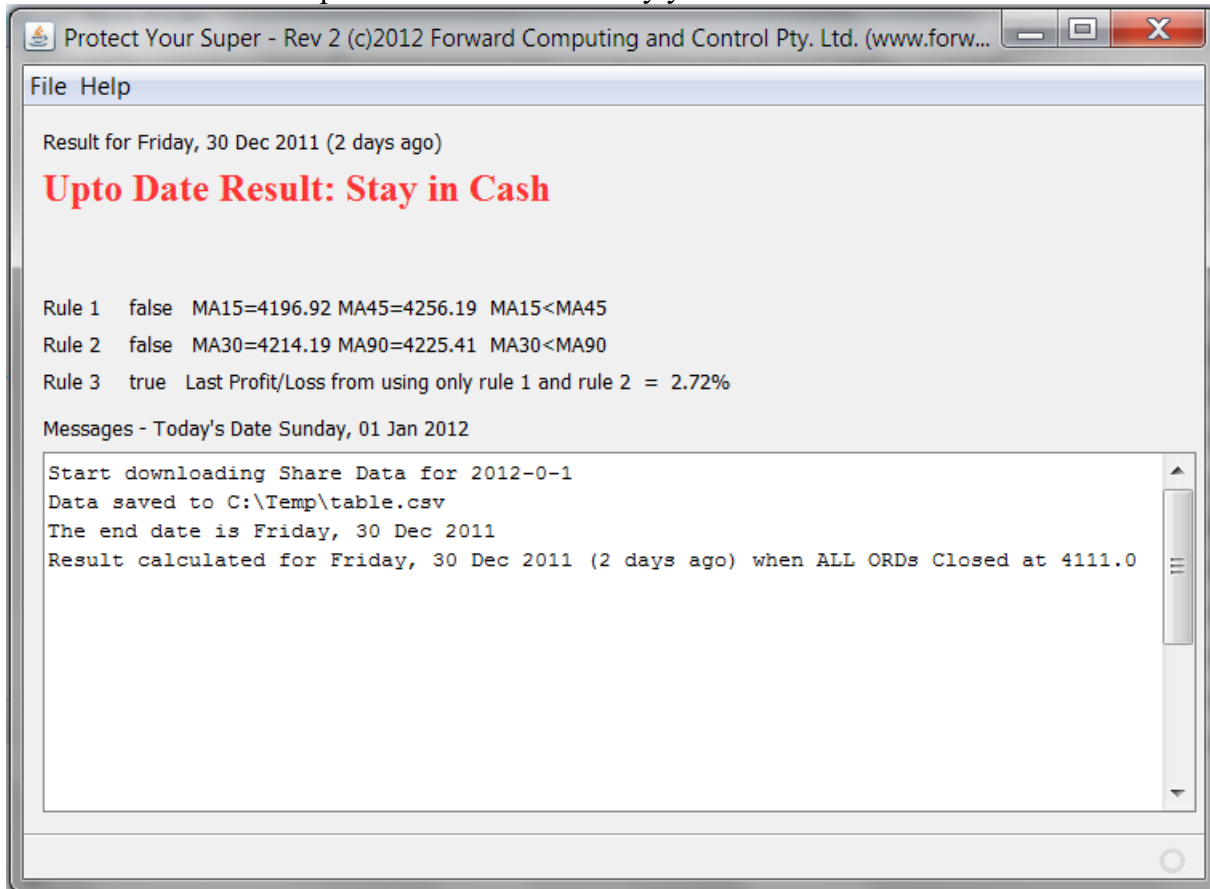 Protect Your Super - Rev 2 (c)2012 Forward Computing and Control Pty. Ltd. (www.forw...
File Help
Result for Friday, 30 Dec 2011 (2 days ago)
Upto Date Result: Stay in Cash
Rule 1 false MA15=4196.92 MA45=4256.19 MA15<MA45
Rule 2 false MA30=4214.19 MA90=4225.41 MA30<MA90
Rule 3 true Last Profit/Loss from using only rule 1 and rule 2 = 2.72%
Messages - Today's Date Sunday, 01 Jan 2012
Start downloading Share Data for 2012-0-1
Data saved to C:\Temp\table.csv
The end date is Friday, 30 Dec 2011
Result calculated for Friday, 30 Dec 2011 (2 days ago) when ALL ORDs Closed at 4111.0